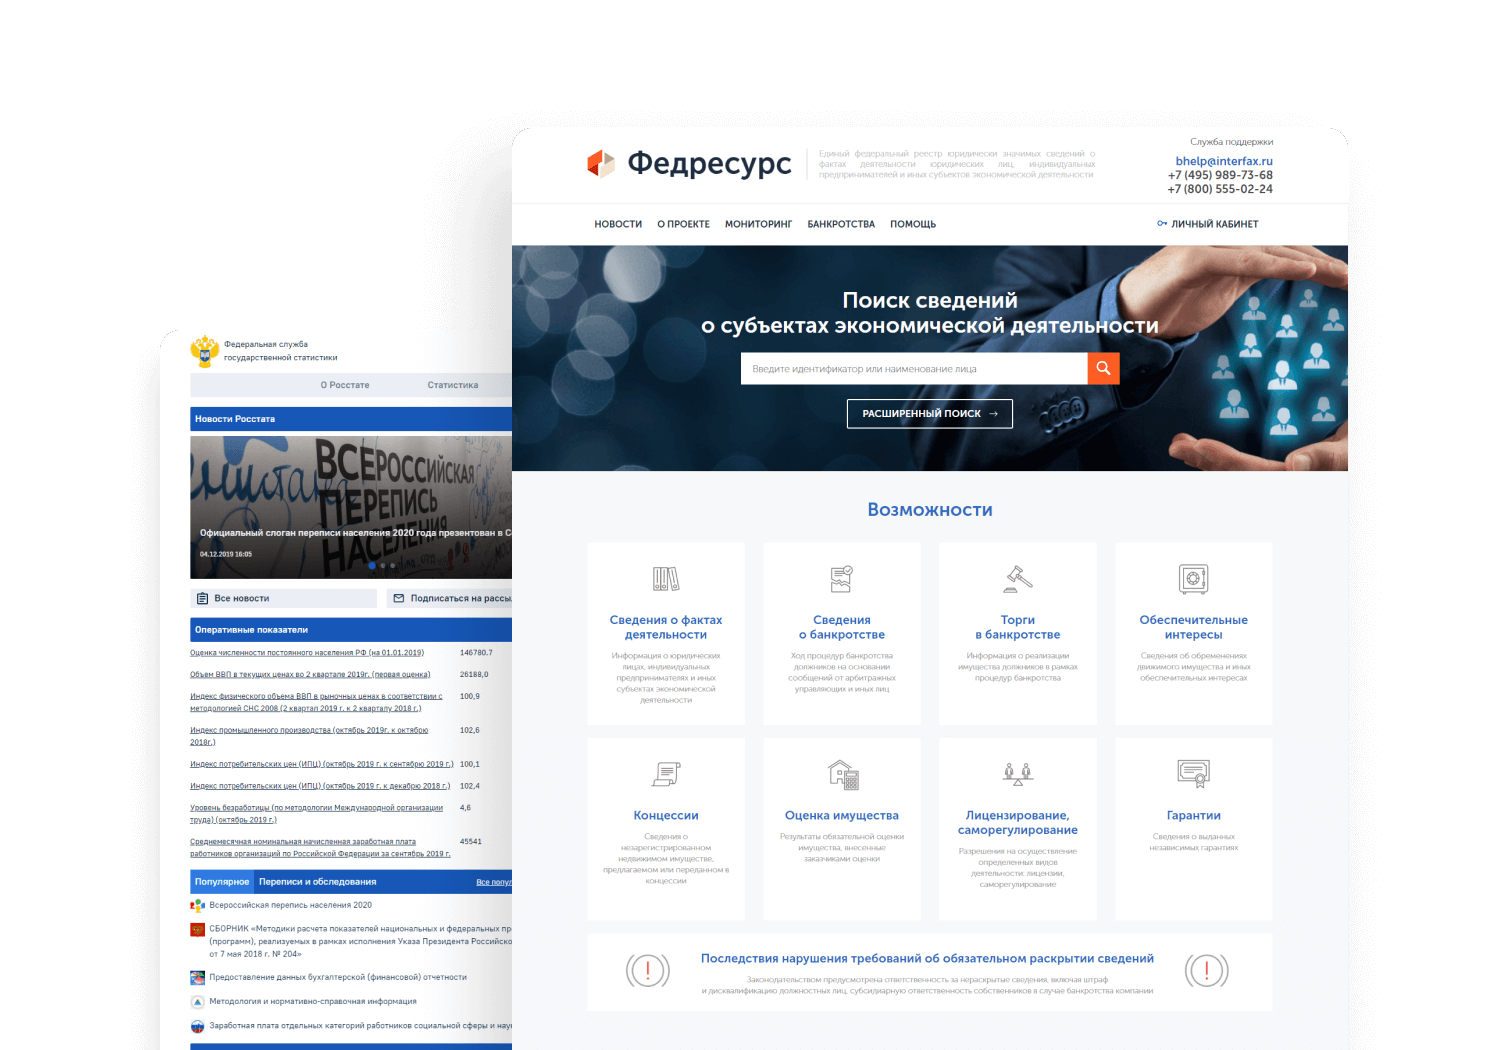 Федресурс
Единый федеральный реестр юридически значимых сведений о
фактах деятельности юридических лиц, индивидуальных
предпринимателей и иных субъектов экономической деятельности
Служба поддержки
bhelp@interfax.ru
+7 (495) 989-73-68
+7 (800) 555-02-24
НОВОСТИ О ПРОЕКТЕ МОНИТОРИНГ БАНКРОТСТВА ПОМОЩЬ
ЛИЧНЫЙ КАБИНЕТ
Поиск сведений
о субъектах экономической деятельности
Введите идентификатор или наименование лица
РАСШИРЕННЫЙ ПОИСК →
Возможности
Сведения о фактах
деятельности
Информация о юридических
лицах, индивидуальных
предпринимателях и иных
субъектах экономической
деятельности
Сведения
о банкротстве
Ход процедур банкротства
должников на основании
сообщений от арбитражных
управляющих и иных лиц
Торги
в банкротстве
Информация о реализации
имущества должников в рамках
процедур банкротства
Обеспечительные
интересы
Сведения об обременениях
движимого имущества и иных
обеспечительных интересах
Концессии
Сведения о
незарегистрированном
недвижимом имуществе,
предлагаемом или переданном в
концессии
Оценка имущества
Результаты обязательной оценки
имущества, внесенные
заказчиками оценки
Лицензирование,
саморегулирование
Разрешения на осуществление
определенных видов
деятельности: лицензии,
саморегулирование
Гарантии
Сведения о выданных
независимых гарантиях
Последствия нарушения требований об обязательном раскрытии сведений
Законодательством предусмотрена ответственность за нераскрытые сведения, включая штраф
и дисквалификацию должностных лиц, субсидиарную ответственность собственников в случае банкротства компании
Федеральная служба
государственной статистики
О Росстате Статистика
Новости Росстата
ВСЕРОССИЙСКАЯ
ПЕРЕПИСЬ
НАСЕЛЕНИЯ
Официальный слоган переписи населения 2020 года презентован в С
04.12.2019 16:05
Все новости
Подписаться на рассы
Оперативные показатели
Оценка численности постоянного населения РФ (на 01.01.2019) 146780.7
Объем ВВП в текущих ценах во 2 квартале 2019г. (первая оценка) 26188,0
Индекс физического объема ВВП в рыночных ценах в соответствии с 100,9
методологией СНС 2008 (2 квартал 2019 г. к 2 кварталу 2018 г.)
Индекс промышленного производства (октябрь 2019г. к октябрю 102,6
2018г.)
Индекс потребительских цен (ИПЦ) (октябрь 2019 г. к сентябрю 2019 г.) 100,1
Индекс потребительских цен (ИПЦ) (октябрь 2019 г. к декабрю 2018 г.) 102,4
Уровень безработицы (по методологии Международной организации 4,6
труда) (октябрь 2019 г.)
Среднемесячная номинальная начисленная заработная плата 45541
работников организаций по Российской Федерации за сентябрь 2019 г.
Популярное Переписи и обследования Все попул
Всероссийская перепись населения 2020
СБОРНИК «Методики расчета показателей национальных и федеральных пр
(программ), реализуемых в рамках исполнения Указа Президента Российско
от 7 мая 2018 г. № 204»
Предоставление данных бухгалтерской (финансовой) отчетности
Методология и нормативно-справочная информация
Заработная плата отдельных категорий работников социальной сферы и нау